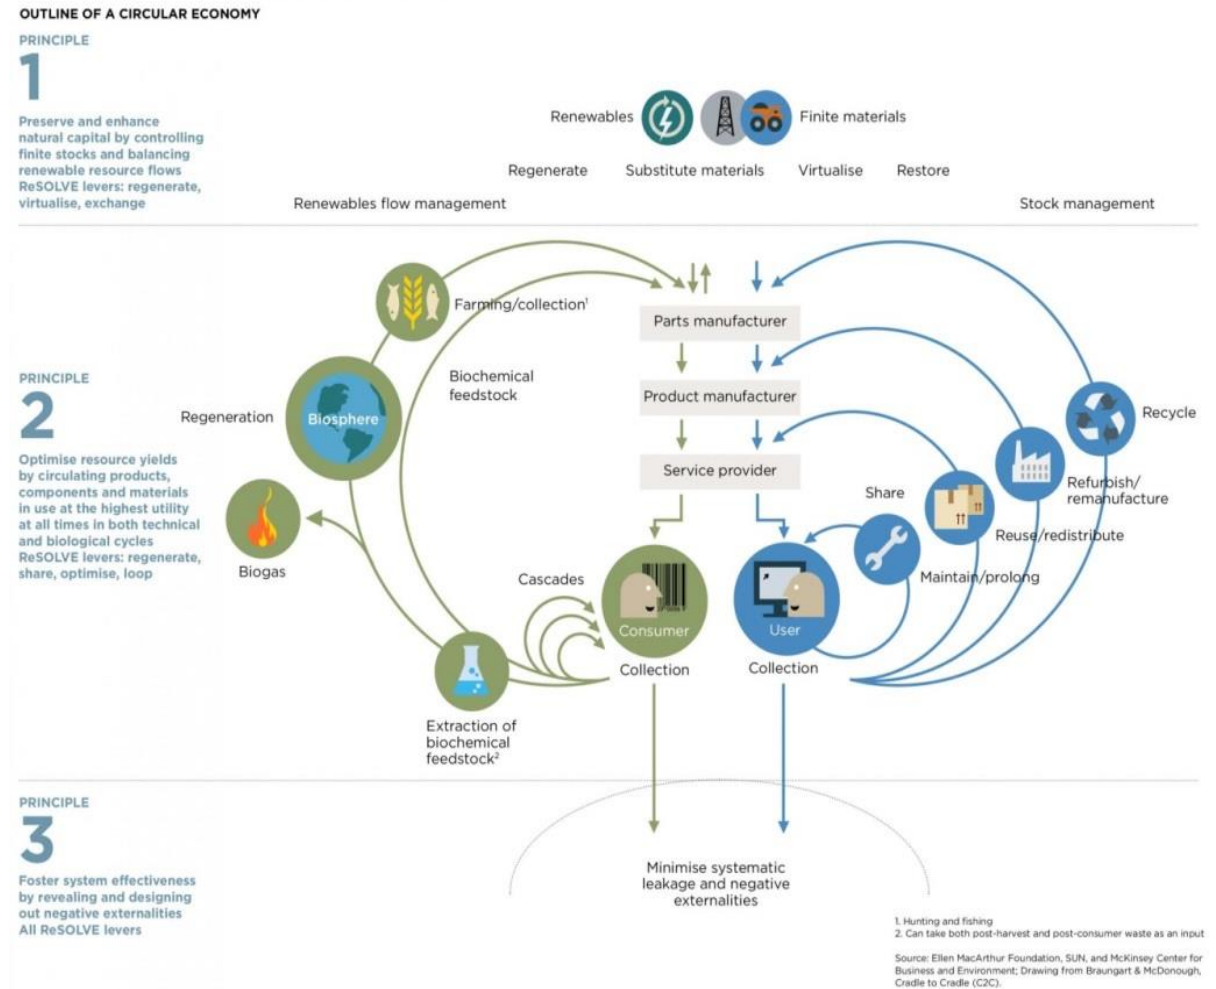 OUTLINE OF A CIRCULAR ECONOMY
PRINCIPLE
1
Preserve and enhance
natural capital by controlling
finite stocks and balancing
renewable resource flows
ReSOLVE levers: regenerate,
virtualise, exchange
Renewables
Finite materials
Regenerate
Substitute materials
Virtualise
Restore
Renewables flow management
Stock management
PRINCIPLE
2
Optimise resource yields
by circulating products,
components and materials
in use at the highest utility
at all times in both technical
and biological cycles
ReSOLVE levers: regenerate,
share, optimise, loop
Farming/collection¹
Parts manufacturer
Biochemical
feedstock
Product manufacturer
Regeneration
Biosphere
Recycle
Service provider
Refurbish/
remanufacture
Share
Reuse/redistribute
Biogas
Cascades
Maintain/prolong
Consumer
User
Collection
Collection
Extraction of
biochemical
feedstock²
PRINCIPLE
3
Foster system effectiveness
by revealing and designing
out negative externalities
All ReSOLVE levers
Minimise systematic
leakage and negative
externalities
1. Hunting and fishing
2. Can take both post-harvest and post-consumer waste as an input
Source: Ellen MacArthur Foundation, SUN, and McKinsey Center for
Business and Environment; Drawing from Braungart & McDonough,
Cradle to Cradle (C2C).